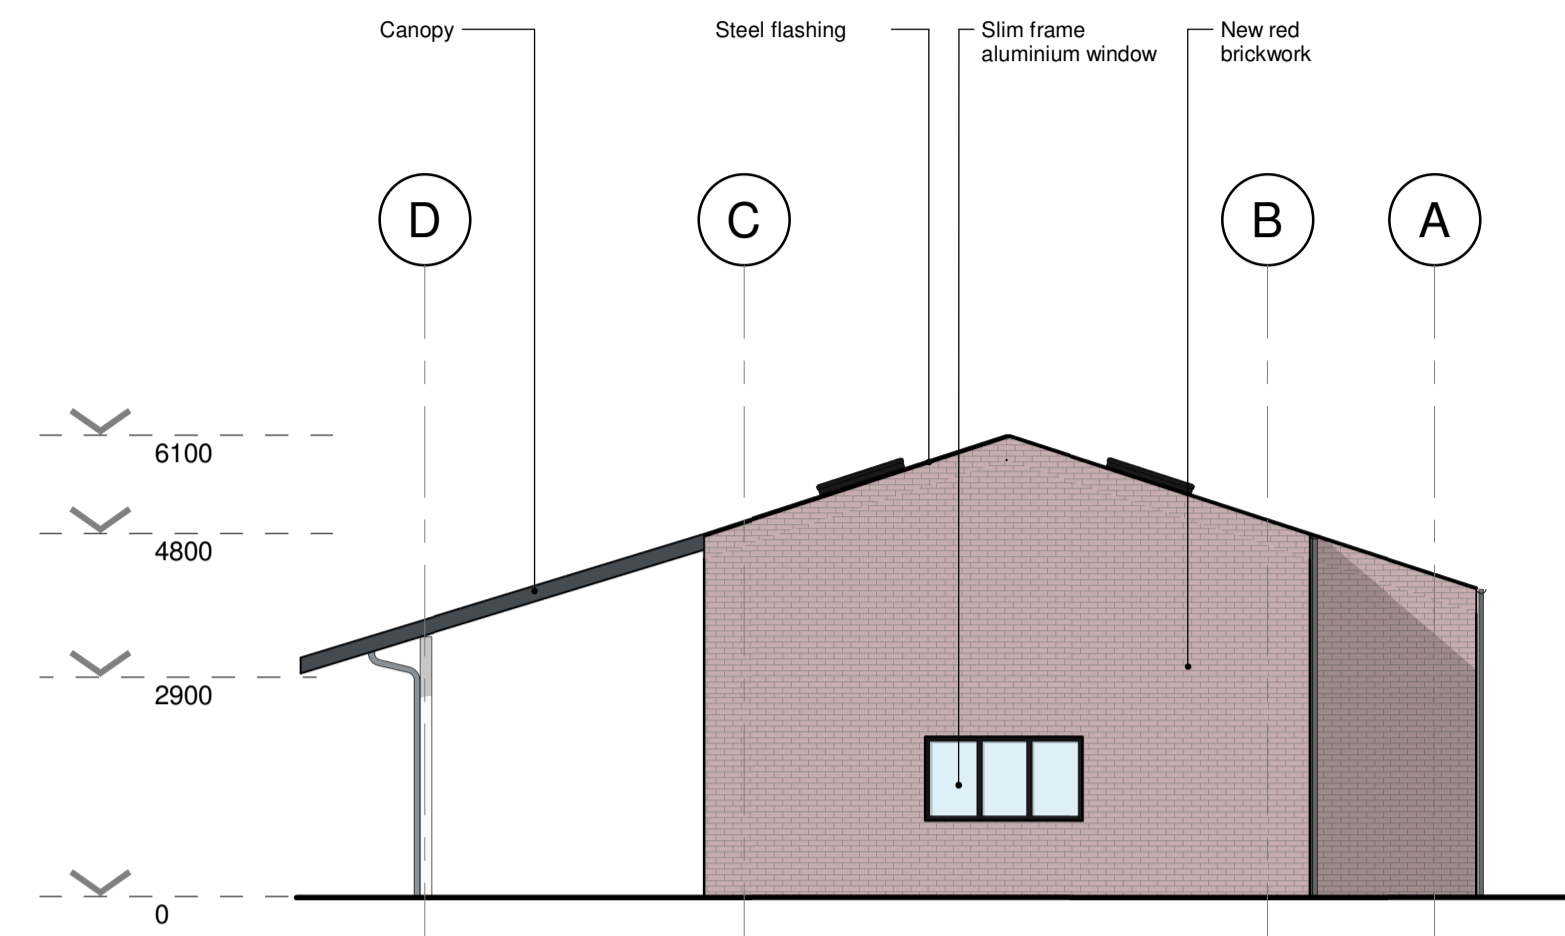 Canopy
Steel flashing
Slim frame
aluminium window
New red
brickwork
D
C
B
A
6100
4800
2900
0